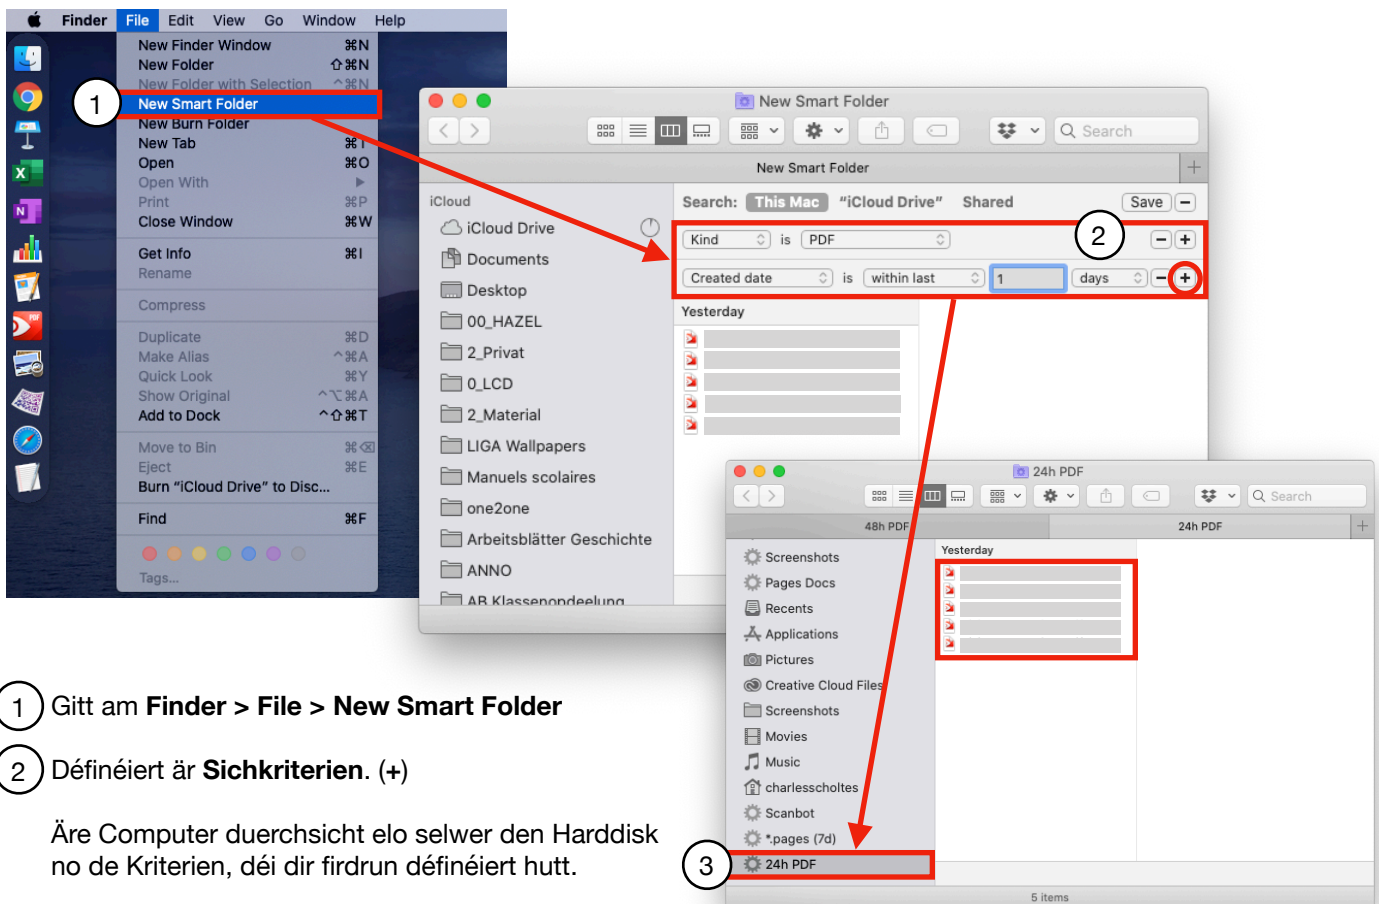 Finder File Edit View Go Window Help
New Finder Window ⌘N
New Folder ⇧⌘N
New Folder with Selection ^⌘N
1
New Smart Folder
New Burn Folder
New Tab ⌘T
Open ⌘O
Open With ▶
Print ⌘P
Close Window ⌘W
Get Info ⌘I
Rename
Compress
Duplicate ⌘D
Make Alias ^⌘A
Quick Look ⌘Y
Show Original ^⌥⌘A
Add to Dock ^⇧⌘T
Move to Bin ⌘⌫
Eject ⌘E
Burn “iCloud Drive” to Disc...
Find ⌘F
Tags...
New Smart Folder
Search
New Smart Folder +
iCloud
iCloud Drive
Documents
Desktop
00_HAZEL
2_Privat
0_LCD
2_Material
LIGA Wallpapers
Manuels scolaires
one2one
Arbeitsblätter Geschichte
ANNO
AB Klassenopdeelung
Search: This Mac “iCloud Drive” Shared Save −
2
Kind is PDF − +
Created date is within last 1 days − +
Yesterday
24h PDF
Search
48h PDF 24h PDF +
Screenshots
Pages Docs
Recents
Applications
Pictures
Creative Cloud Files
Screenshots
Movies
Music
charlesscholtes
Scanbot
*.pages (7d)
3
24h PDF
Yesterday
5 items
1 Gitt am Finder > File > New Smart Folder
2 Définéiert är Sichkriterien. (+)
Äre Computer duerchsicht elo selwer den Harddisk
no de Kriterien, déi dir firdrun définéiert hutt.